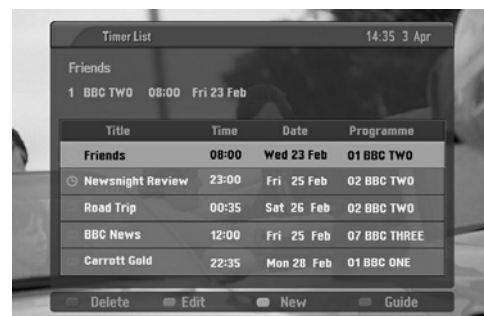 Timer List 14:35 3 Apr
Friends
1 BBC TWO 08:00 Fri 23 Feb
Title Time Date Programme
Friends 08:00 Wed 23 Feb 01 BBC TWO
Newsnight Review 23:00 Fri 25 Feb 02 BBC TWO
Road Trip 00:35 Sat 26 Feb 02 BBC TWO
BBC News 12:00 Fri 25 Feb 07 BBC THREE
Carrott Gold 22:35 Mon 28 Feb 01 BBC ONE
Delete Edit New Guide